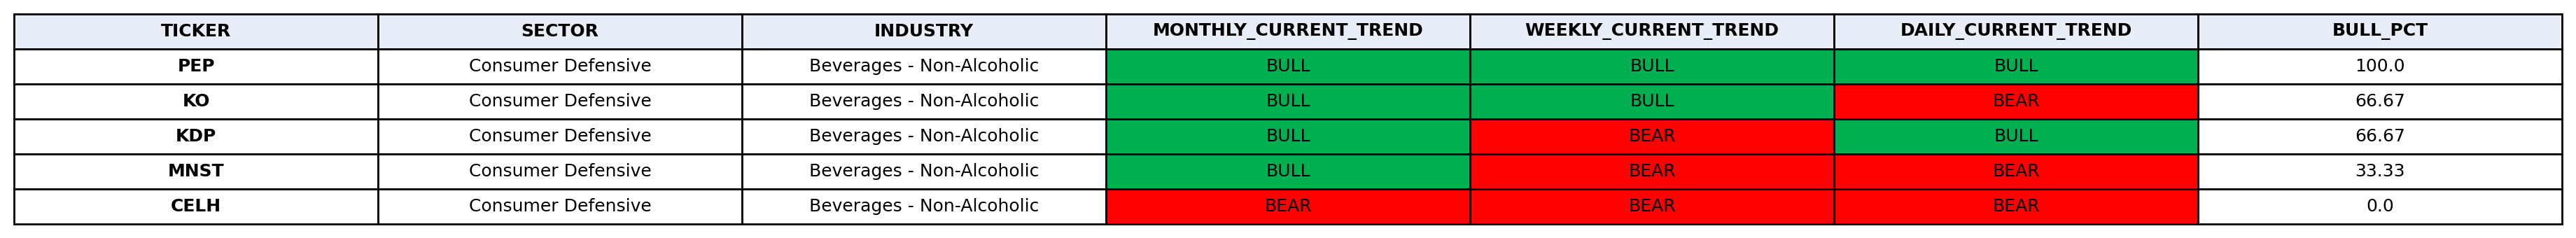 TICKER SECTOR INDUSTRY MONTHLY_CURRENT_TREND WEEKLY_CURRENT_TREND DAILY_CURRENT_TREND BULL_PCT
PEP Consumer Defensive Beverages - Non-Alcoholic BULL BULL BULL 100.0
KO Consumer Defensive Beverages - Non-Alcoholic BULL BULL BEAR 66.67
KDP Consumer Defensive Beverages - Non-Alcoholic BULL BEAR BULL 66.67
MNST Consumer Defensive Beverages - Non-Alcoholic BULL BEAR BEAR 33.33
CELH Consumer Defensive Beverages - Non-Alcoholic BEAR BEAR BEAR 0.0